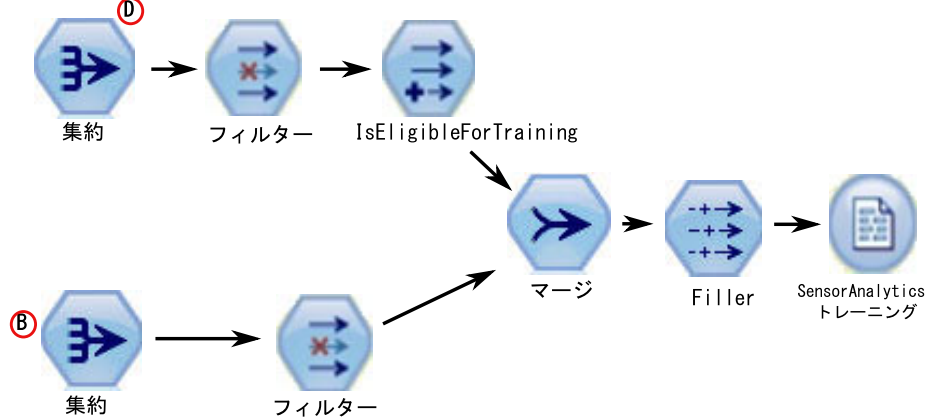 D
集約
フィルター
IsEligibleForTraining
マージ
Filler
SensorAnalytics
トレーニング
B
集約
フィルター